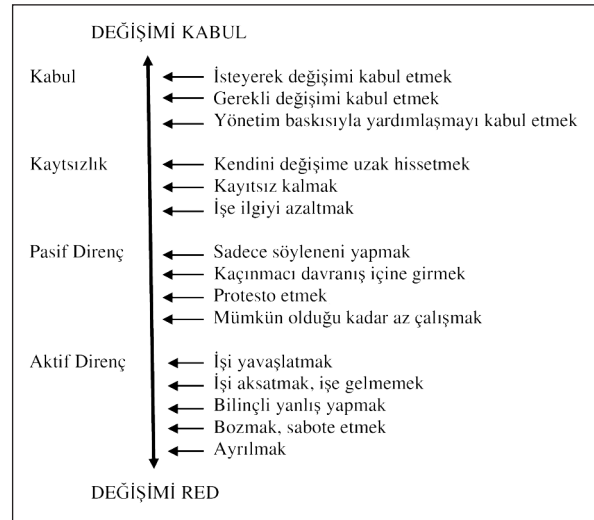 DEĞİŞİMİ KABUL
Kabul
İsteyerek değişimi kabul etmek
Gerekli değişimi kabul etmek
Yönetim baskısıyla yardımlaşmayı kabul etmek
Kaytsızlık
Kendini değişime uzak hissetmek
Kayıtsız kalmak
İşe ilgiyi azaltmak
Pasif Direnç
Sadece söyleneni yapmak
Kaçınmacı davranış içine girmek
Protesto etmek
Mümkün olduğu kadar az çalışmak
Aktif Direnç
İşi yavaşlatmak
İşi aksatmak, işe gelmemek
Bilinçli yanlış yapmak
Bozmak, sabote etmek
Ayrılmak
DEĞİŞİMİ RED